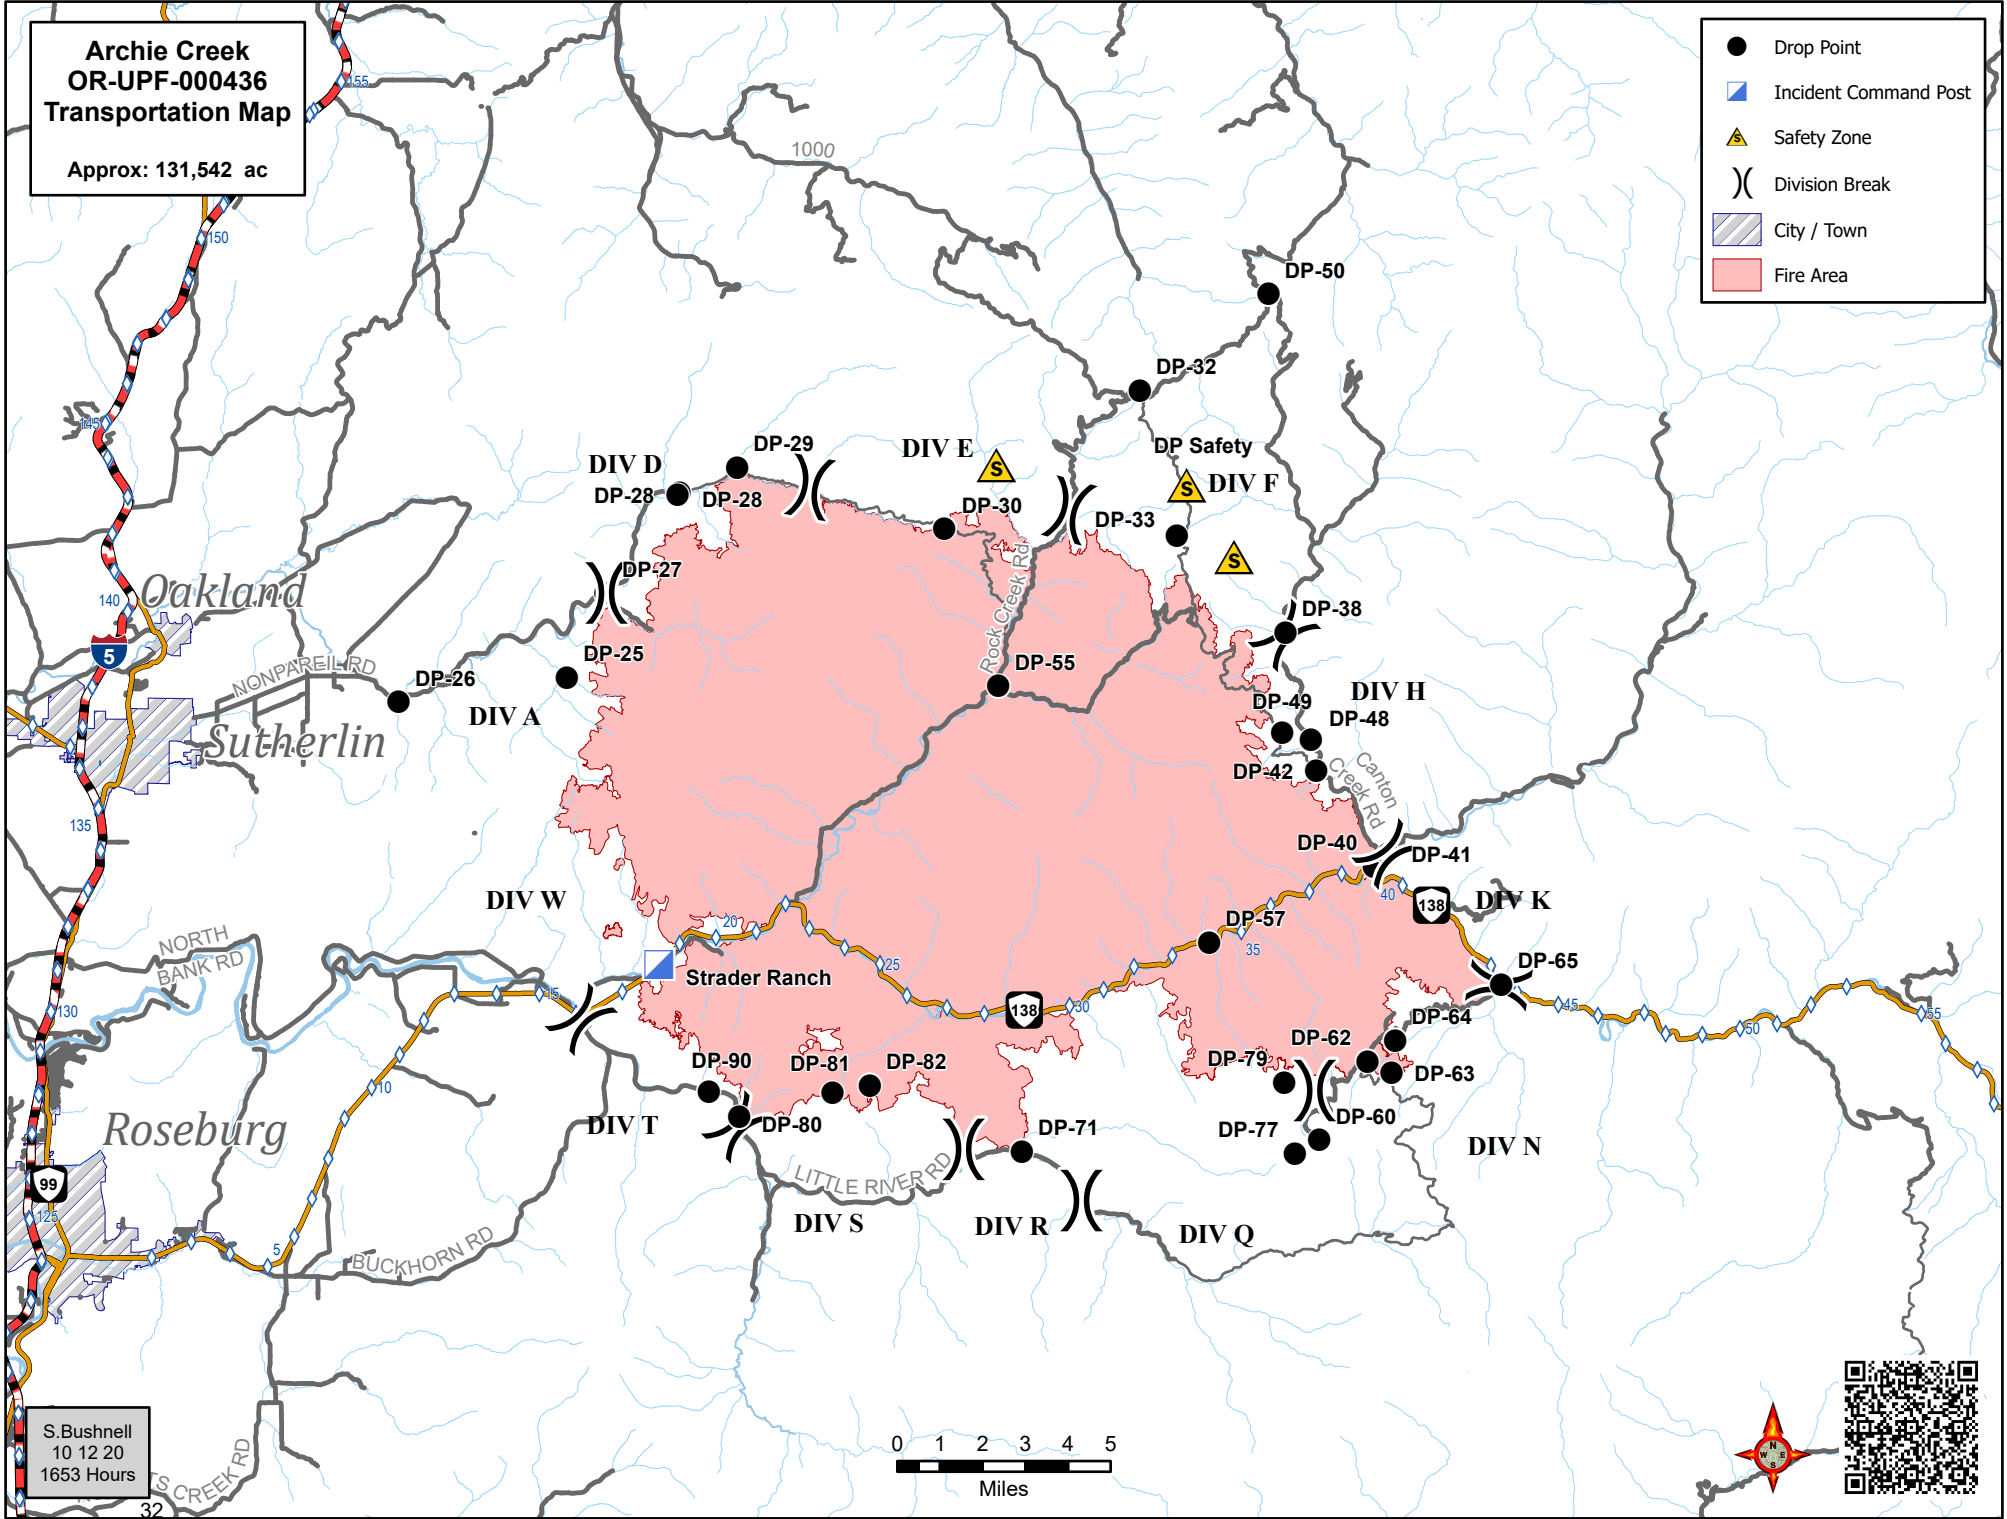 Archie Creek
OR-UPF-000436
Transportation Map
Approx: 131,542 ac
Drop Point
Incident Command Post
S
Safety Zone
Division Break
City / Town
Fire Area
155
150
145
140
5
135
130
125
99
1000
DP-50
DP-32
DP Safety
S
DIV F
DP-29
DIV E
S
DIV D
DP-28
DP-28
DP-30
DP-33
S
DP-27
DP-38
Rock Creek Rd
Oakland
DP-25
DP-55
NONPAREIL RD
DP-26
DIV A
DIV H
DP-49
DP-48
Sutherlin
DP-42
Canton
Creek Rd
DP-40
DP-41
DIV W
40
138
DIV K
20
DP-57
35
NORTH
BANK RD
25
DP-65
Strader Ranch
15
138
30
45
50
55
DP-64
DP-62
DP-90
DP-81
DP-82
DP-79
DP-63
10
Roseburg
DIV T
DP-80
DP-71
DP-77
DP-60
DIV N
LITTLE RIVER RD
DIV S
DIV R
DIV Q
5
BUCKHORN RD
S.Bushnell
10 12 20
1653 Hours
TS CREEK RD
32
0 1 2 3 4 5
Miles
N
W E
S